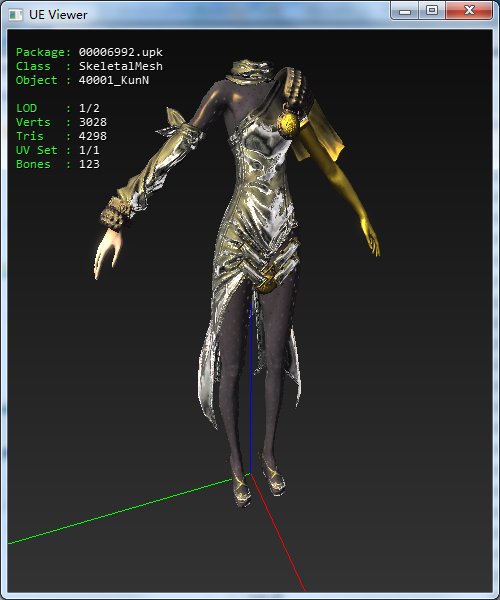 UE Viewer
Package: 00006992.upk
Class  : SkeletalMesh
Object : 40001_KunN
LOD    : 1/2
Verts  : 3028
Tris   : 4298
UV Set : 1/1
Bones  : 123